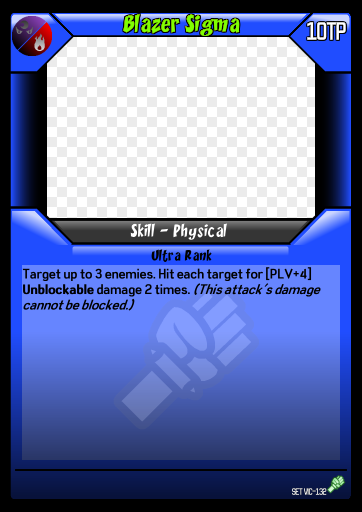 Blazer Sigma
10TP
Skill - Physical
Ultra Rank
Target up to 3 enemies. Hit each target for [PLV+4]
Unblockable damage 2 times. (This attack's damage
cannot be blocked.)
SET VIC-132